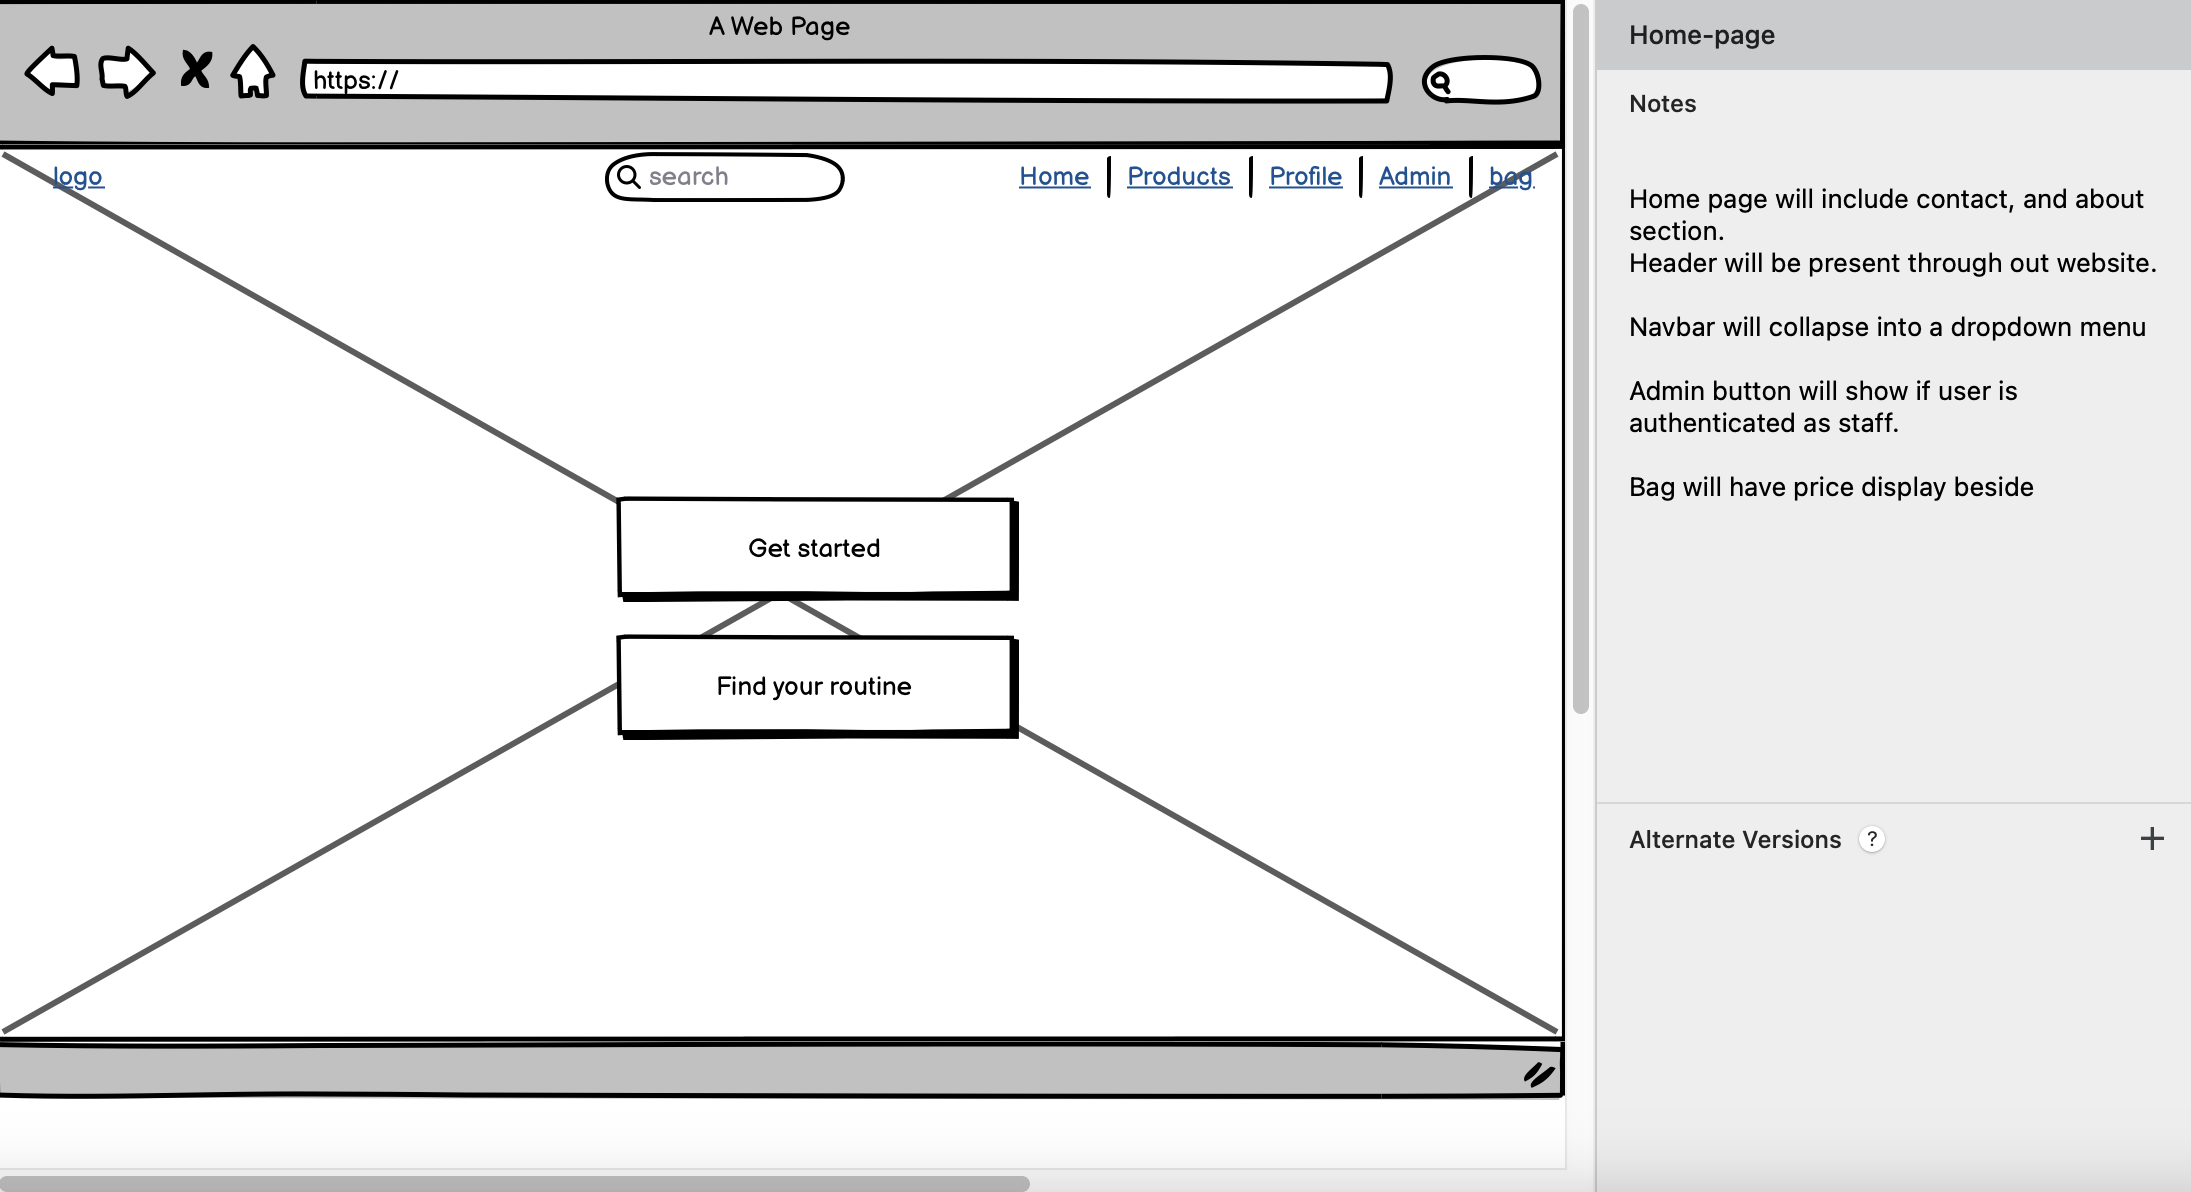 A Web Page
https://
logo
search
Home
Products
Profile
Admin
bag
Get started
Find your routine
Home-page
Notes
Home page will include contact, and about
section.
Header will be present through out website.
Navbar will collapse into a dropdown menu
Admin button will show if user is
authenticated as staff.
Bag will have price display beside
Alternate Versions ?